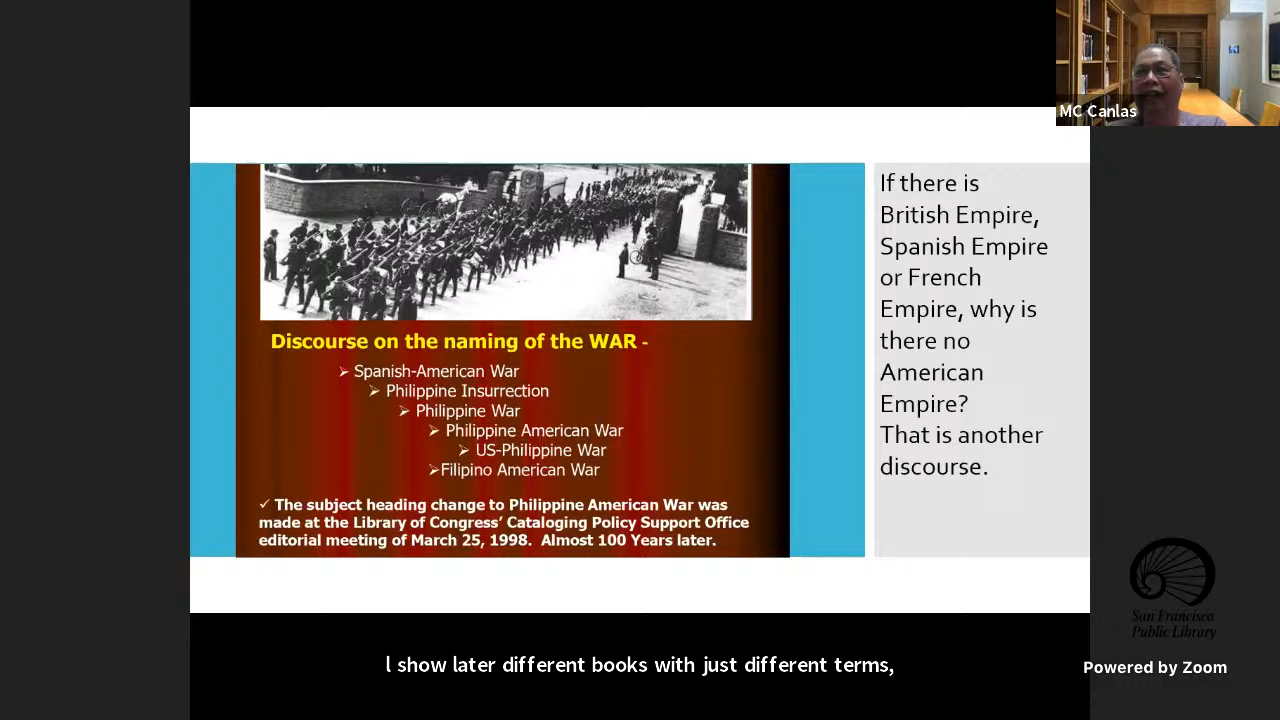 MC Canlas
If there is
British Empire,
Spanish Empire
or French
Empire, why is
there no
American
Empire?
That is another
discourse.
Discourse on the naming of the WAR -
➢ Spanish-American War
➢ Philippine Insurrection
➢ Philippine War
➢ Philippine American War
➢ US-Philippine War
➢Filipino American War
✓ The subject heading change to Philippine American War was
made at the Library of Congress’ Cataloging Policy Support Office
editorial meeting of March 25, 1998. Almost 100 Years later.
San Francisco
Public Library
l show later different books with just different terms,
Powered by Zoom